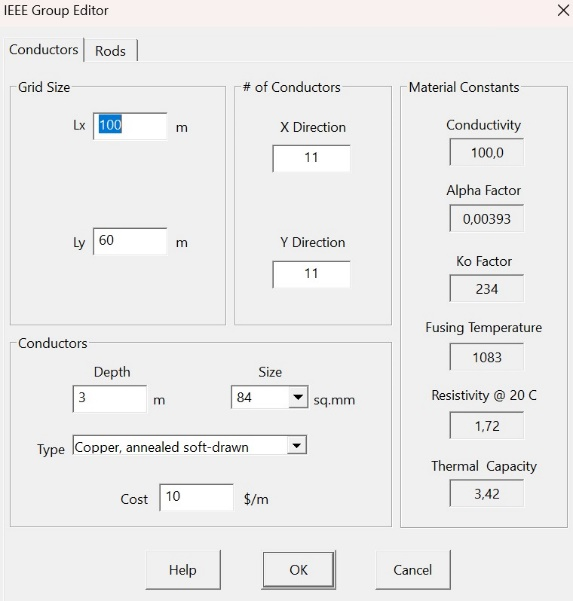 IEEE Group Editor
Conductors Rods
Grid Size
Lx 100 m
Ly 60 m
# of Conductors
X Direction
11
Y Direction
11
Conductors
Depth Size
3 m 84 sq.mm
Type Copper, annealed soft-drawn
Cost 10 $/m
Material Constants
Conductivity
100,0
Alpha Factor
0,00393
Ko Factor
234
Fusing Temperature
1083
Resistivity @ 20 C
1,72
Thermal Capacity
3,42
Help OK Cancel